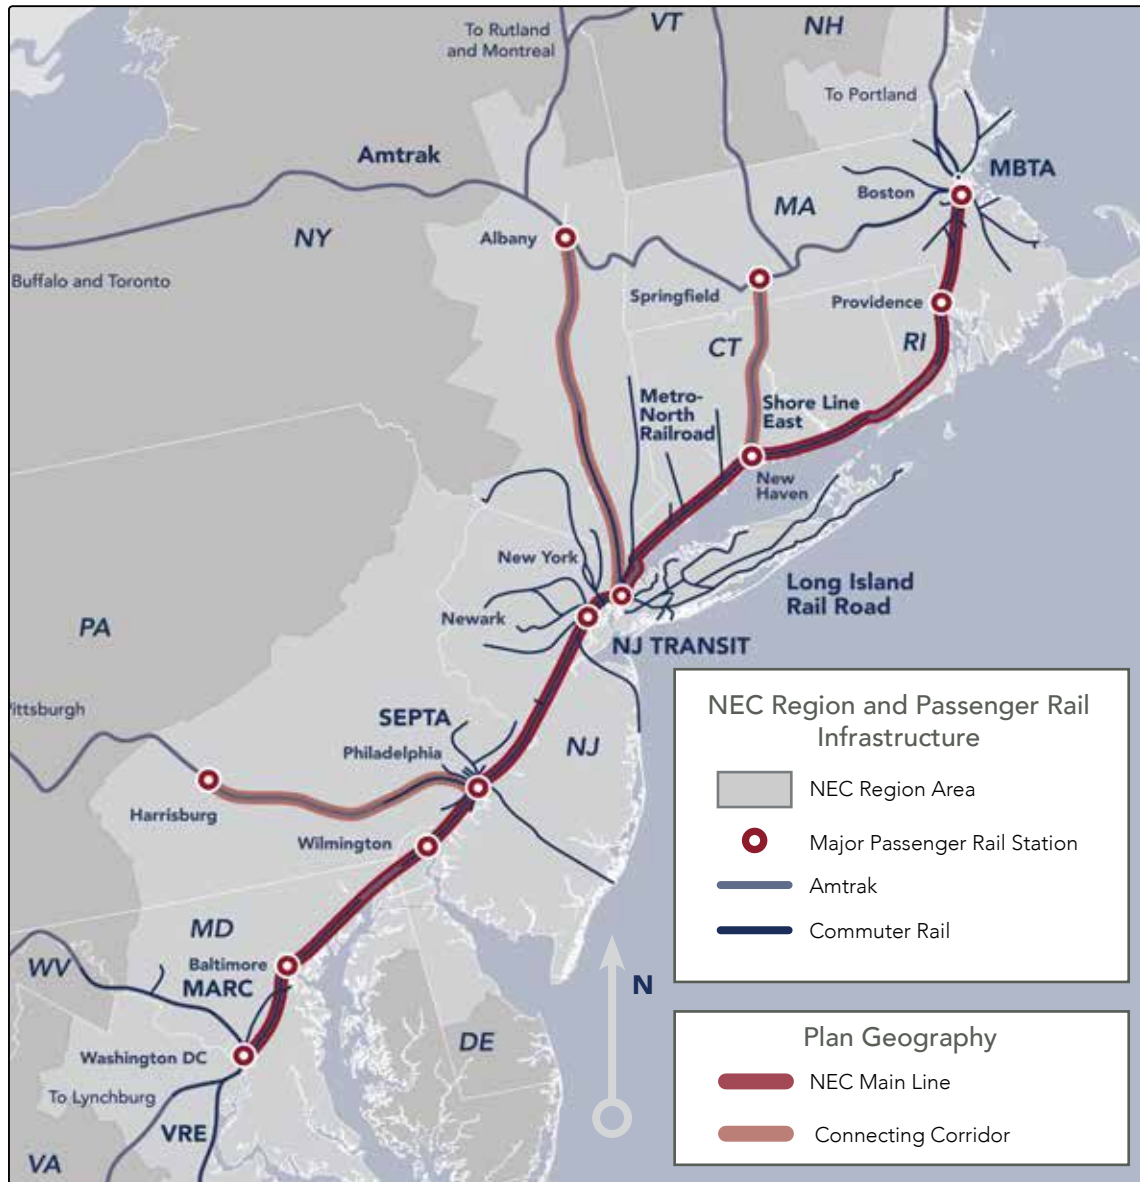 To Rutland
and Montreal
VT
NH
To Portland
Amtrak
MBTA
Boston
MA
NY
Albany
Buffalo and Toronto
Springfield
Providence
CT
RI
Metro-
North
Railroad
Shore Line
East
New
Haven
New York
Long Island
Rail Road
Newark
NJ TRANSIT
PA
ittsburgh
SEPTA
Philadelphia
NJ
Harrisburg
Wilmington
MD
WV
Baltimore
MARC
N
Washington DC
DE
To Lynchburg
VRE
VA
NEC Region and Passenger Rail
Infrastructure
NEC Region Area
Major Passenger Rail Station
Amtrak
Commuter Rail
Plan Geography
NEC Main Line
Connecting Corridor